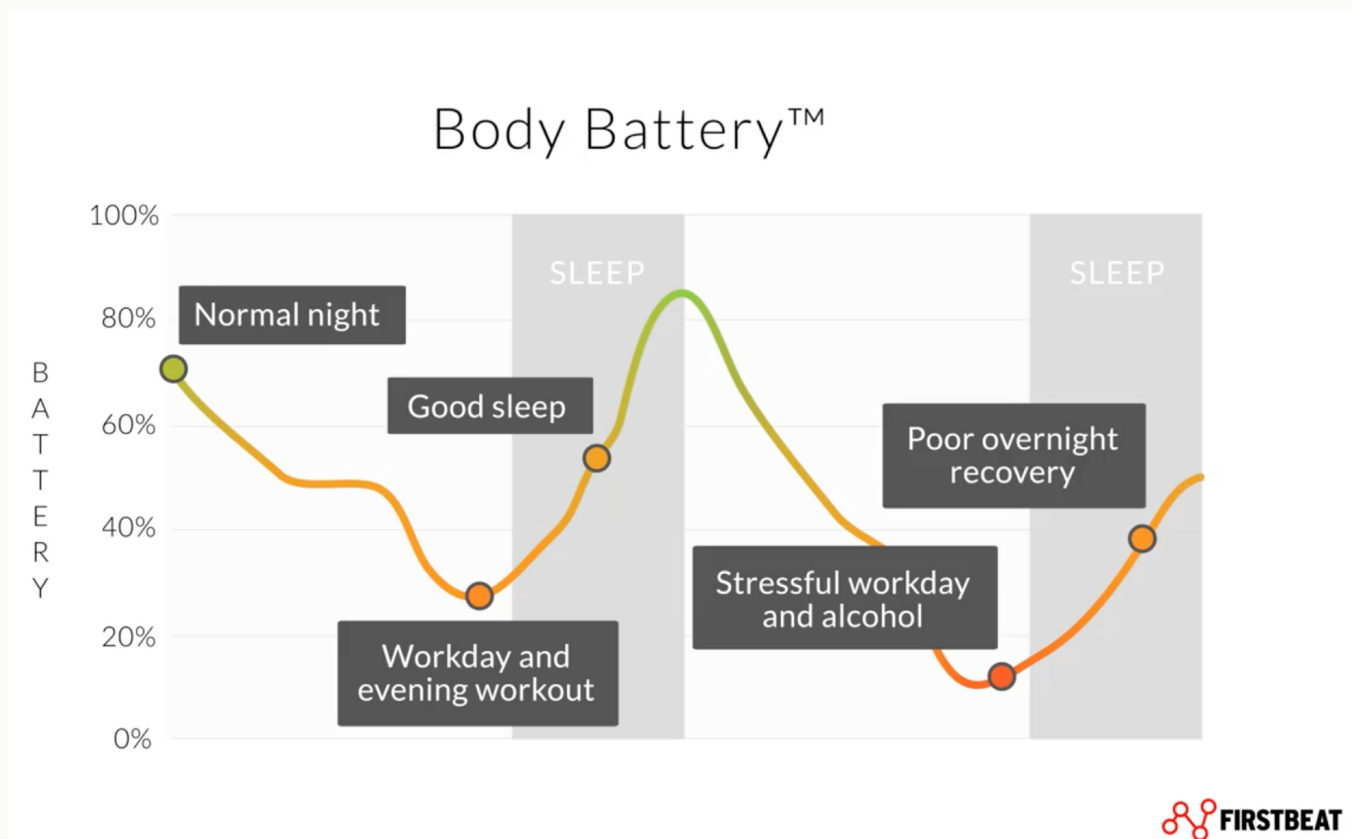 Body Battery™
100%
80%
60%
40%
20%
0%
BATTERY
SLEEP
SLEEP
Normal night
Good sleep
Workday and
evening workout
Poor overnight
recovery
Stressful workday
and alcohol
FIRSTBEAT